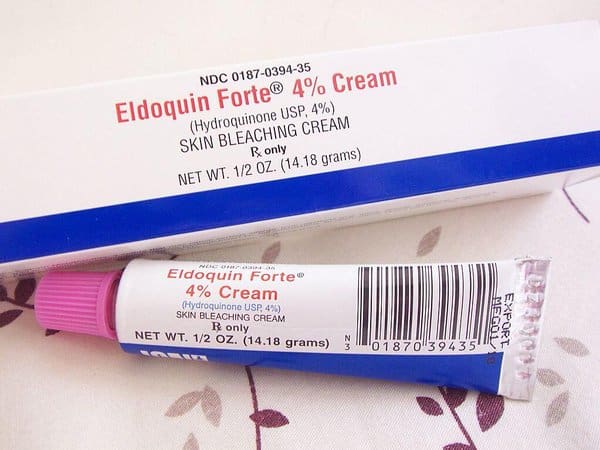 NDC 0187-0394-35
Eldoquin Forte® 4% Cream
(Hydroquinone USP, 4%)
SKIN BLEACHING CREAM
℞ only
NET WT. 1/2 OZ. (14.18 grams)
NDC 0187-0394-35
Eldoquin Forte®
4% Cream
(Hydroquinone USP, 4%)
SKIN BLEACHING CREAM
℞ only
NET WT. 1/2 OZ. (14.18 grams)
N
3
01870 39435
EXPORT